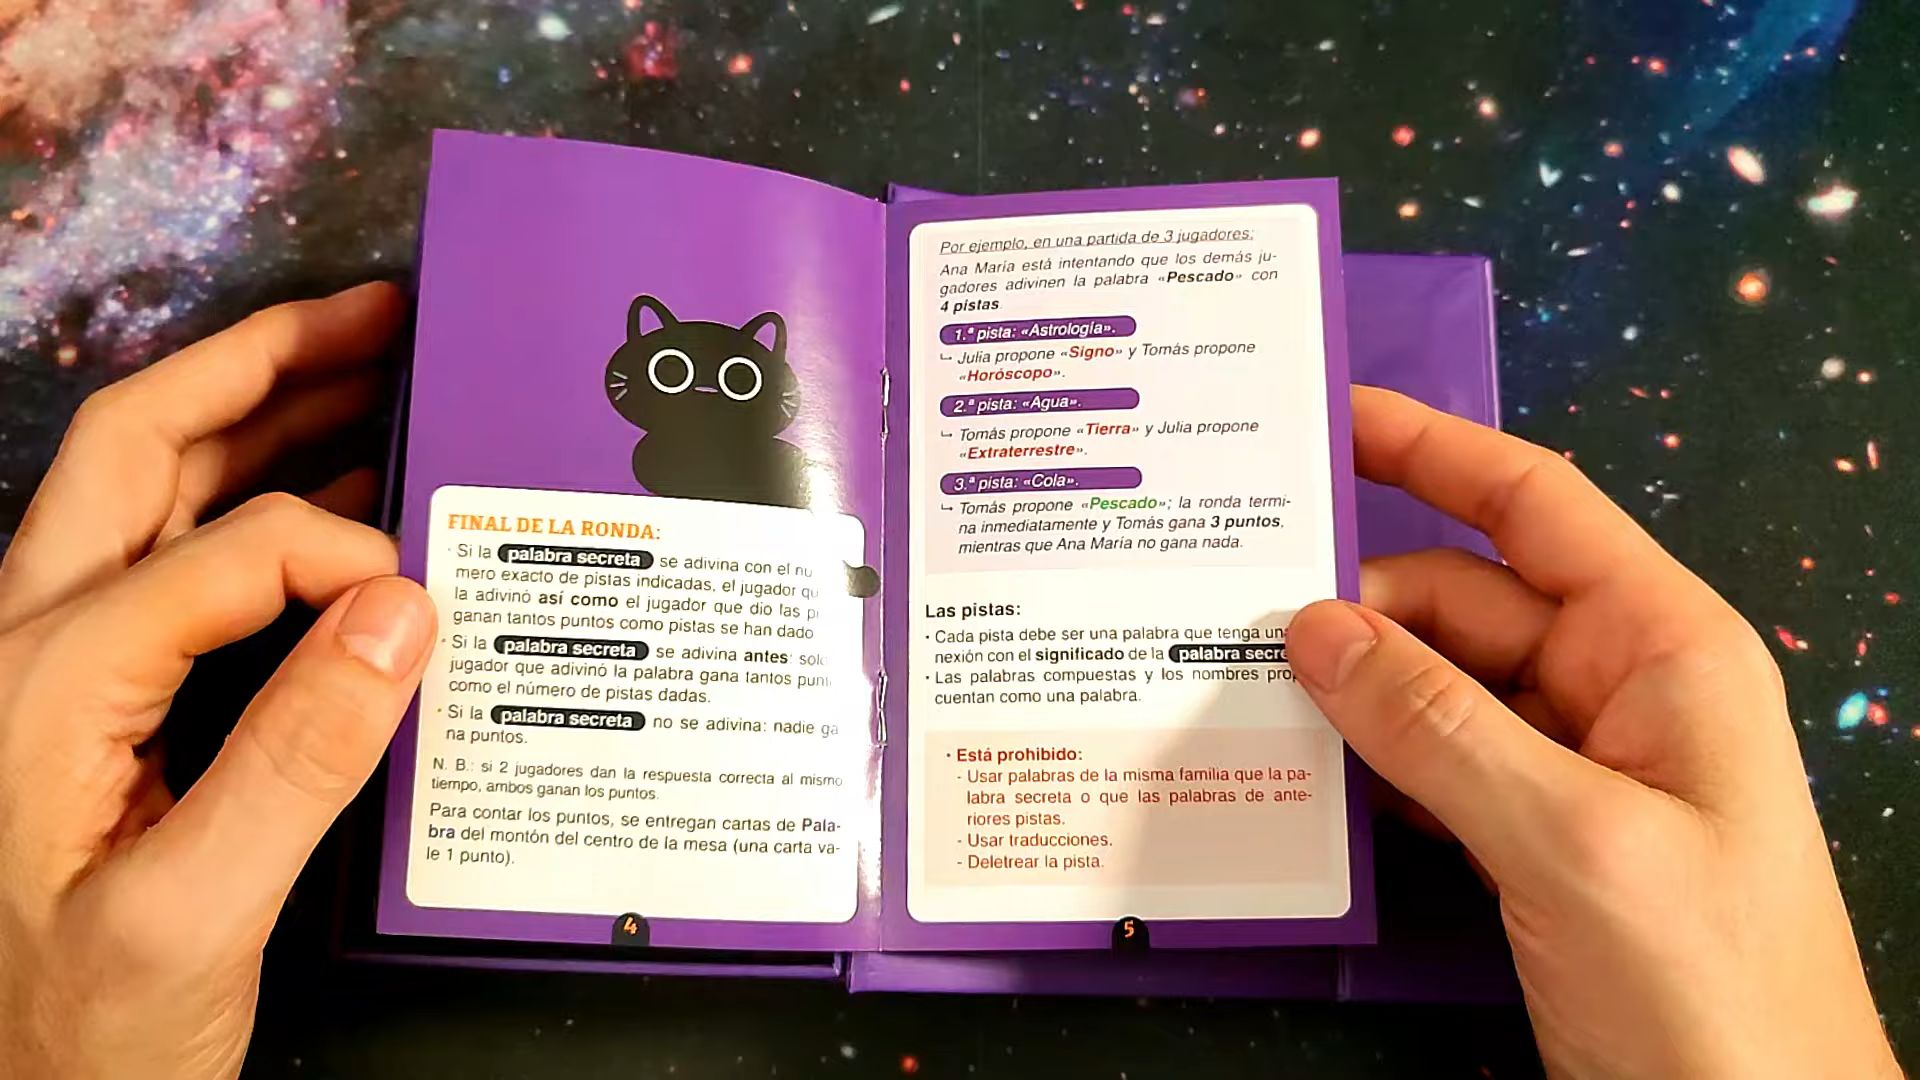 FINAL DE LA RONDA:
· Si la palabra secreta se adivina con el nu
mero exacto de pistas indicadas, el jugador qu
la adivinó así como el jugador que dio las p
ganan tantos puntos como pistas se han dado
· Si la palabra secreta se adivina antes: solo
jugador que adivinó la palabra gana tantos pun
como el número de pistas dadas.
· Si la palabra secreta no se adivina: nadie ga
na puntos.
N. B.: si 2 jugadores dan la respuesta correcta al mismo
tiempo, ambos ganan los puntos.
Para contar los puntos, se entregan cartas de Pala-
bra del montón del centro de la mesa (una carta va-
le 1 punto).
4
Por ejemplo, en una partida de 3 jugadores:
Ana María está intentando que los demás ju-
gadores adivinen la palabra «Pescado» con
4 pistas.
1.ª pista: «Astrología».
Julia propone «Signo» y Tomás propone
«Horóscopo».
2.ª pista: «Agua».
Tomás propone «Tierra» y Julia propone
«Extraterrestre».
3.ª pista: «Cola».
Tomás propone «Pescado»; la ronda termi-
na inmediatamente y Tomás gana 3 puntos,
mientras que Ana María no gana nada.
Las pistas:
· Cada pista debe ser una palabra que tenga una
nexión con el significado de la palabra secre
· Las palabras compuestas y los nombres prop
cuentan como una palabra.
· Está prohibido:
- Usar palabras de la misma familia que la pa-
labra secreta o que las palabras de ante-
riores pistas.
- Usar traducciones.
- Deletrear la pista.
5